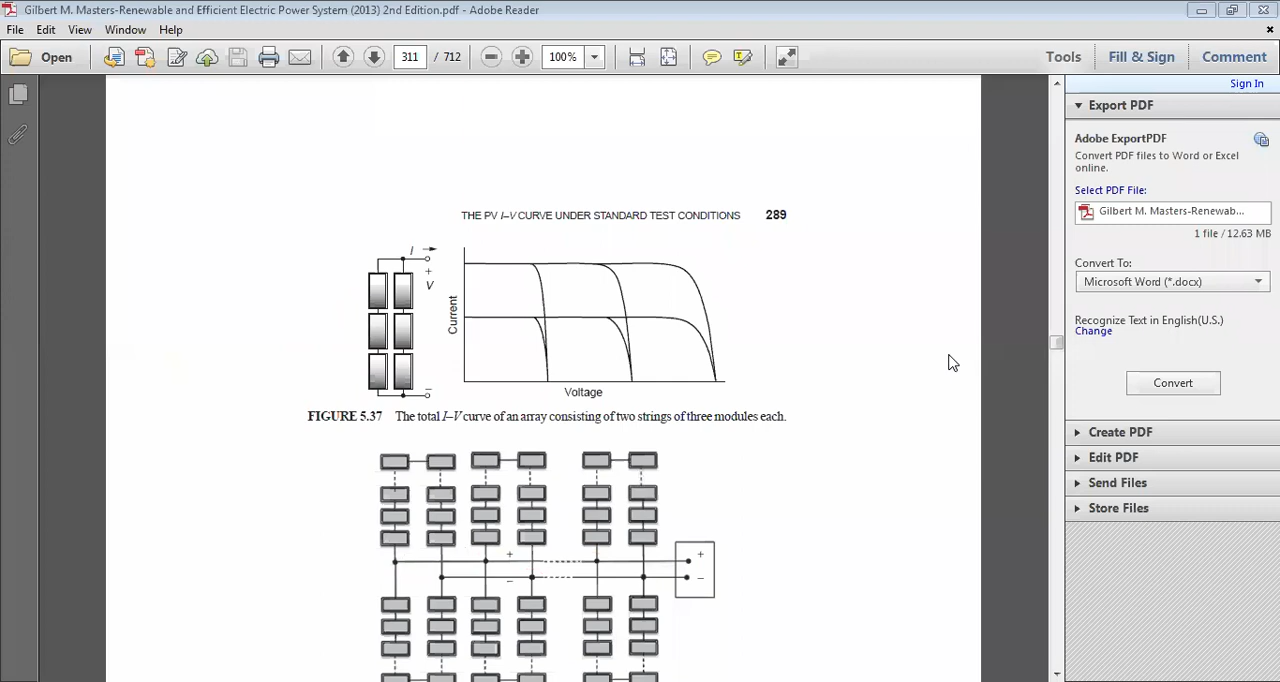 Gilbert M. Masters-Renewable and Efficient Electric Power System (2013) 2nd Edition.pdf - Adobe Reader
File Edit View Window Help
Open 311 / 712 100% Tools Fill & Sign Comment
Sign In
Export PDF
Adobe ExportPDF
Convert PDF files to Word or Excel
online.
Select PDF File:
Gilbert M. Masters-Renewab...
1 file / 12.63 MB
Convert To:
Microsoft Word (*.docx)
Recognize Text in English(U.S.)
Change
Convert
Create PDF
Edit PDF
Send Files
Store Files
THE PV I–V CURVE UNDER STANDARD TEST CONDITIONS 289
I
+
V
–
Current
Voltage
FIGURE 5.37 The total I–V curve of an array consisting of two strings of three modules each.
+ +
– –